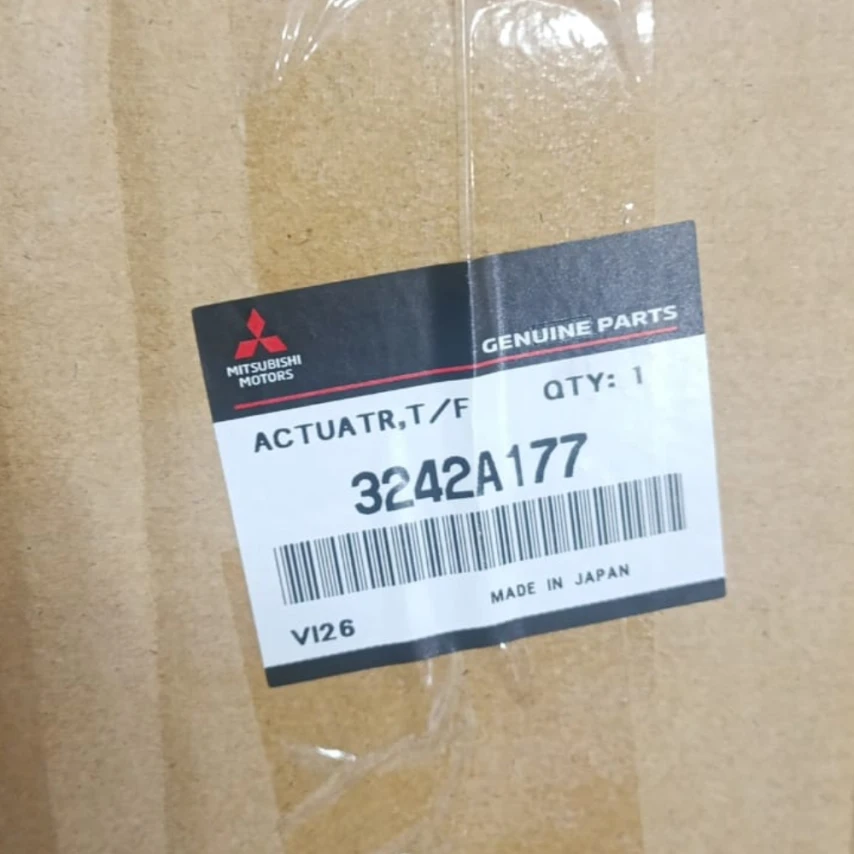 MITSUBISHI
MOTORS
GENUINE PARTS
ACTUATR,T/F QTY: 1
3242A177
MADE IN JAPAN
VI26